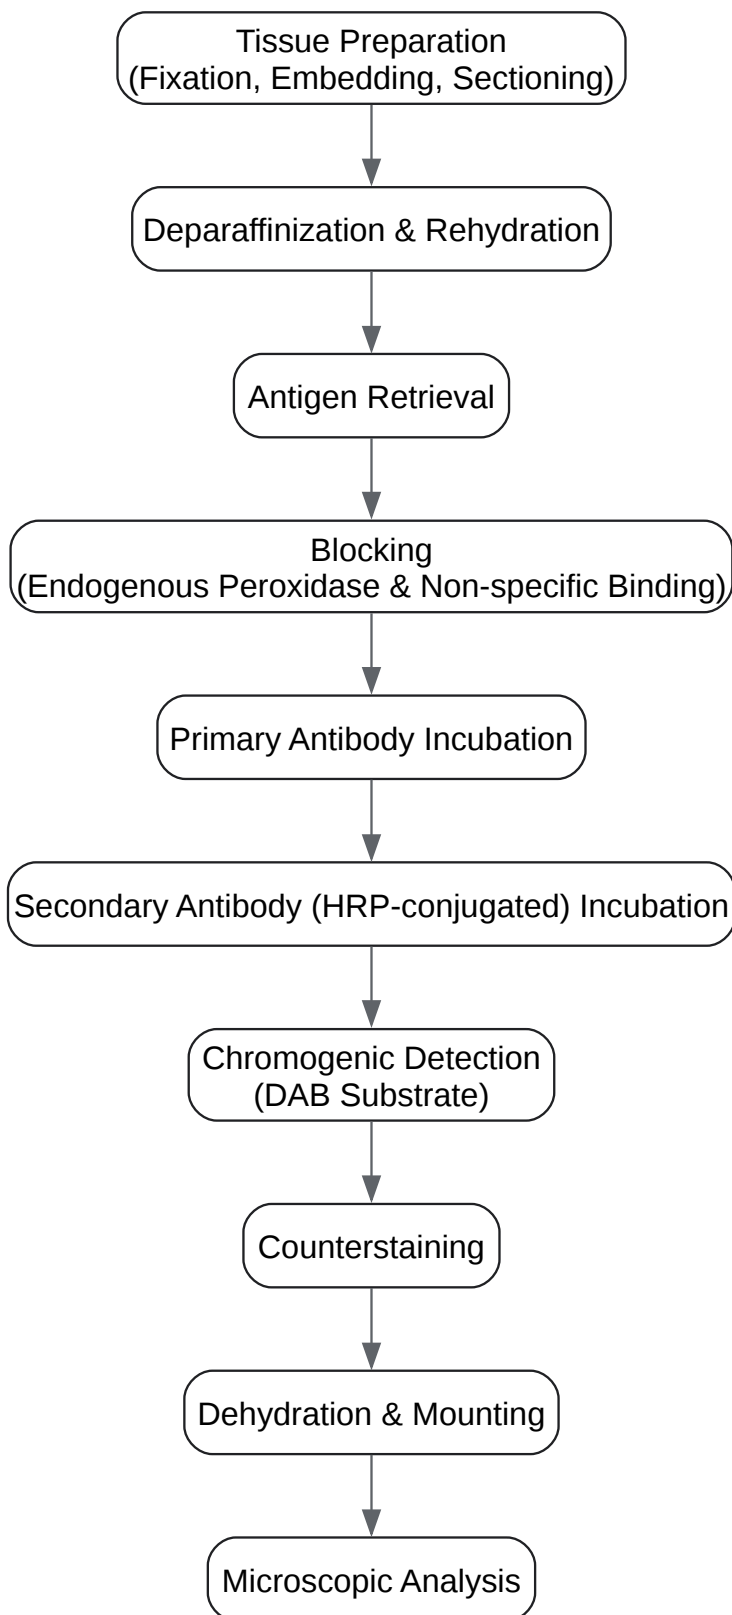 Tissue Preparation
(Fixation, Embedding, Sectioning)
Deparaffinization & Rehydration
Antigen Retrieval
Blocking
(Endogenous Peroxidase & Non-specific Binding)
Primary Antibody Incubation
Secondary Antibody (HRP-conjugated) Incubation
Chromogenic Detection
(DAB Substrate)
Counterstaining
Dehydration & Mounting
Microscopic Analysis